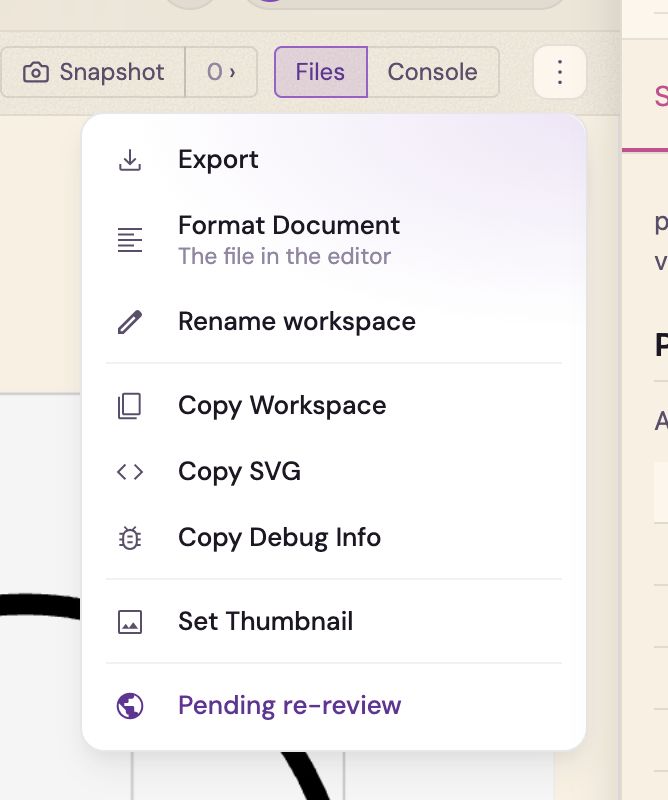 Snapshot
0 ›
Files
Console
Export
Format Document
The file in the editor
Rename workspace
Copy Workspace
Copy SVG
Copy Debug Info
Set Thumbnail
Pending re-review